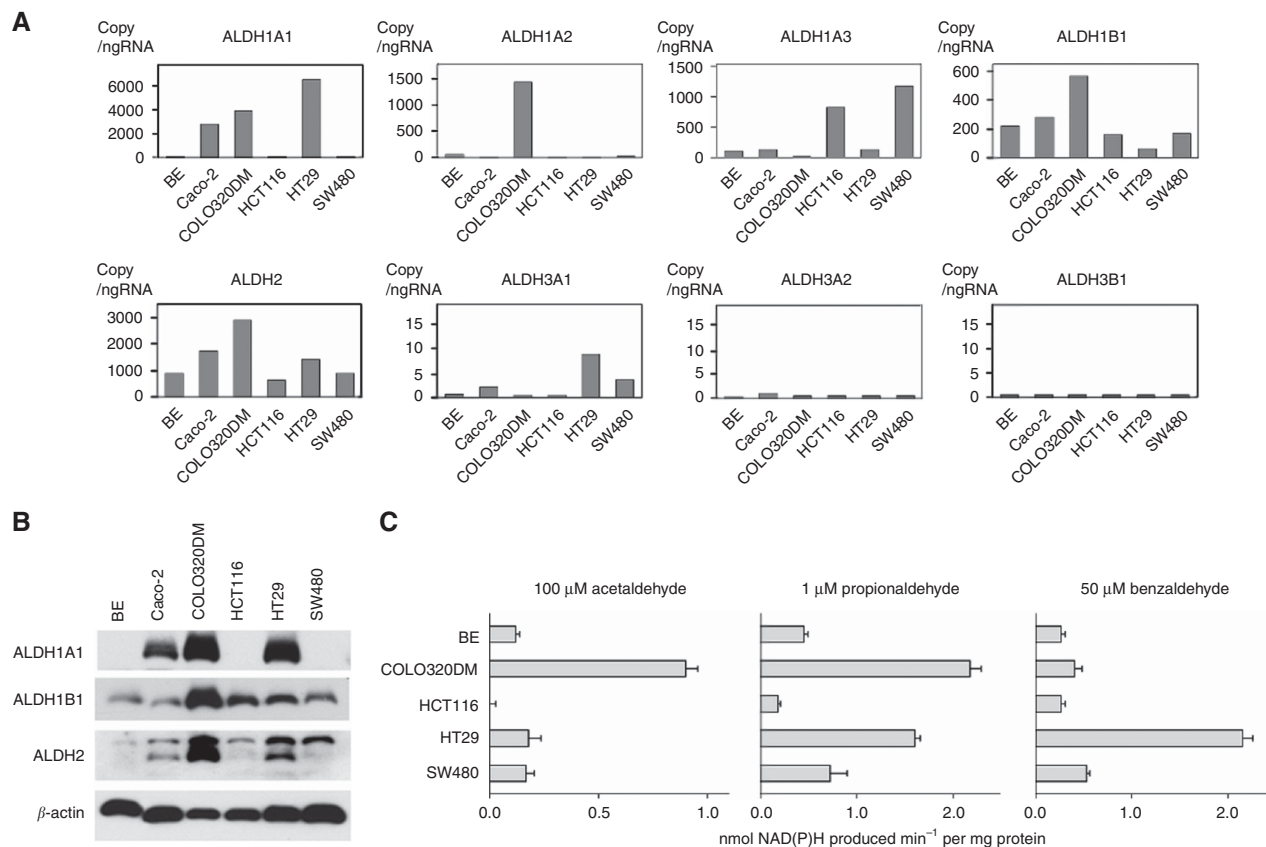 A
Copy
/ngRNA
ALDH1A1
6000
4000
2000
0
BE
Caco-2
COLO320DM
HCT116
HT29
SW480
Copy
/ngRNA
ALDH1A2
1500
1000
500
0
BE
Caco-2
COLO320DM
HCT116
HT29
SW480
Copy
/ngRNA
ALDH1A3
1500
1000
500
0
BE
Caco-2
COLO320DM
HCT116
HT29
SW480
Copy
/ngRNA
ALDH1B1
600
400
200
0
BE
Caco-2
COLO320DM
HCT116
HT29
SW480
Copy
/ngRNA
ALDH2
3000
2000
1000
0
BE
Caco-2
COLO320DM
HCT116
HT29
SW480
Copy
/ngRNA
ALDH3A1
15
10
5
0
BE
Caco-2
COLO320DM
HCT116
HT29
SW480
Copy
/ngRNA
ALDH3A2
15
10
5
0
BE
Caco-2
COLO320DM
HCT116
HT29
SW480
Copy
/ngRNA
ALDH3B1
15
10
5
0
BE
Caco-2
COLO320DM
HCT116
HT29
SW480
B
BE
Caco-2
COLO320DM
HCT116
HT29
SW480
ALDH1A1
ALDH1B1
ALDH2
β-actin
C
100 μM acetaldehyde
1 μM propionaldehyde
50 μM benzaldehyde
BE
COLO320DM
HCT116
HT29
SW480
0.0 0.5 1.0
0.0 1.0 2.0
0.0 1.0 2.0
nmol NAD(P)H produced min⁻¹ per mg protein